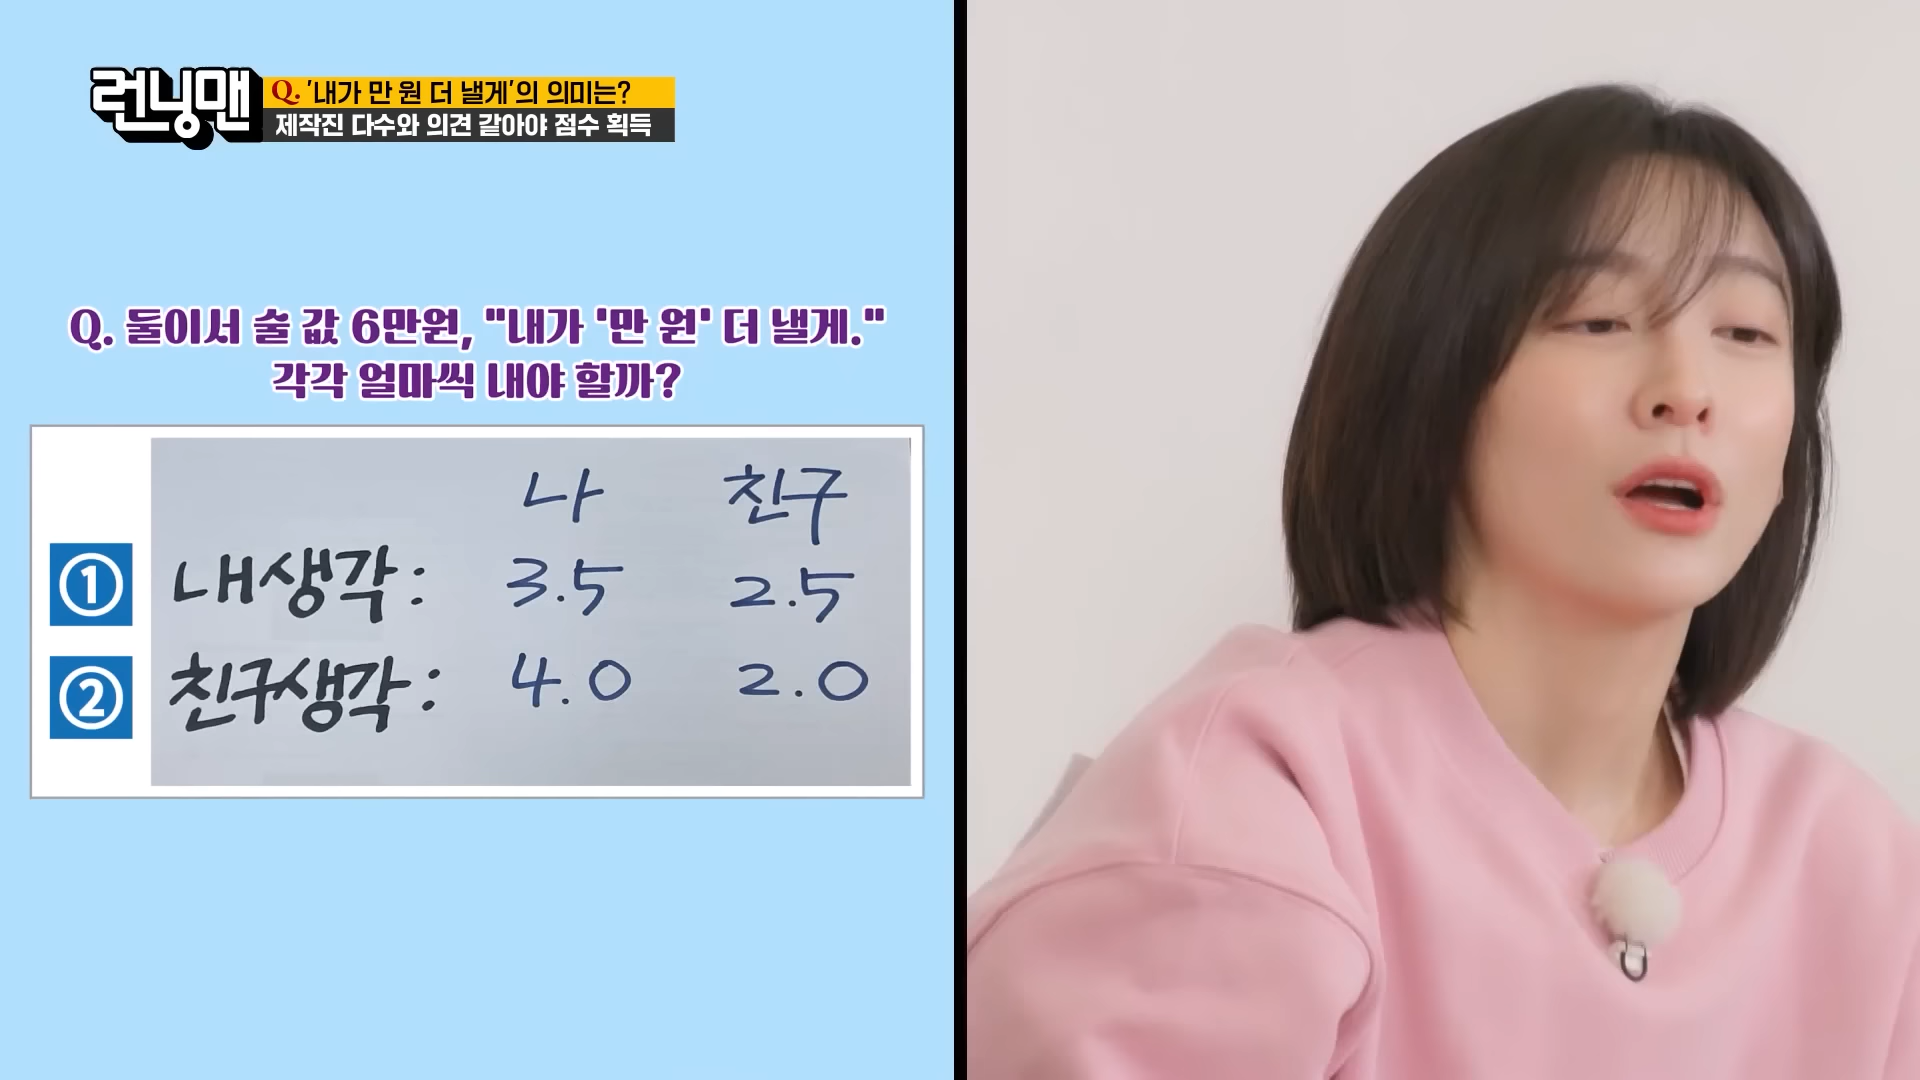 런닝맨
Q. '내가 만 원 더 낼게'의 의미는?
제작진 다수와 의견 같아야 점수 획득
Q. 둘이서 술 값 6만원, "내가 '만 원' 더 낼게."
각각 얼마씩 내야 할까?
나 친구
① 내생각: 3.5 2.5
② 친구생각: 4.0 2.0